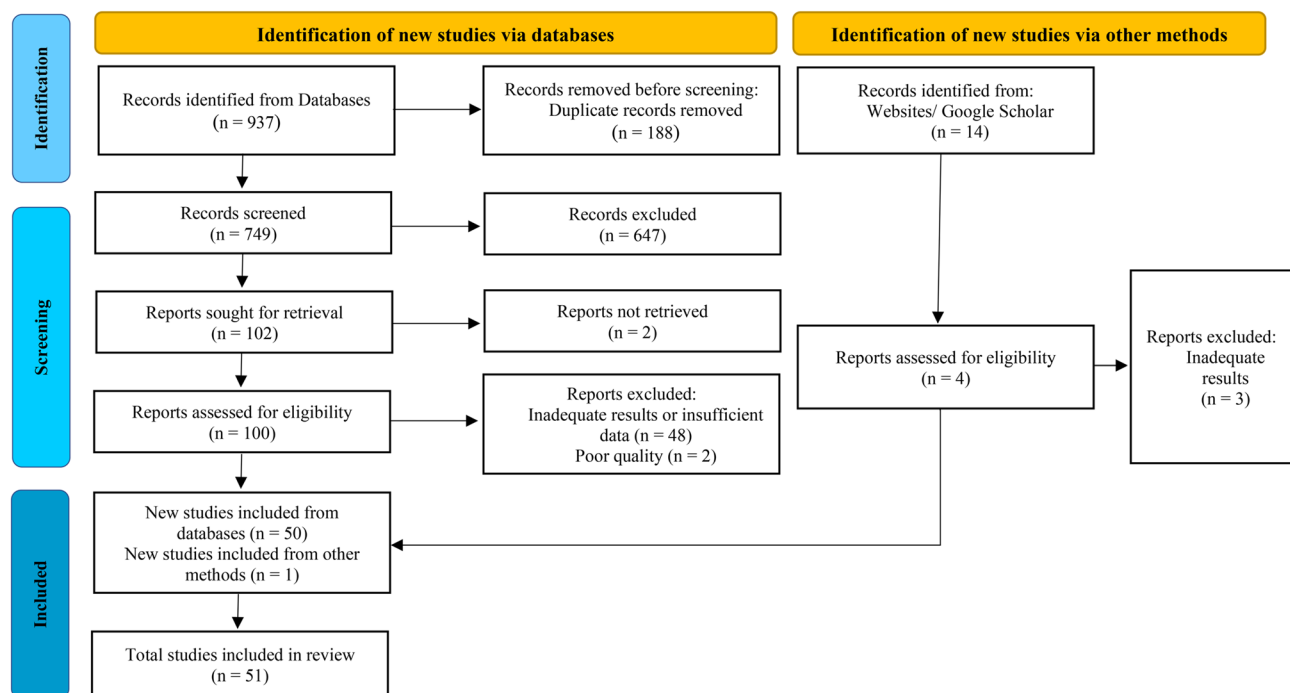 Identification of new studies via databases
Identification of new studies via other methods
Identification
Records identified from Databases
(n = 937)
Records removed before screening:
Duplicate records removed
(n = 188)
Records identified from:
Websites/ Google Scholar
(n = 14)
Screening
Records screened
(n = 749)
Records excluded
(n = 647)
Reports sought for retrieval
(n = 102)
Reports not retrieved
(n = 2)
Reports assessed for eligibility
(n = 4)
Reports excluded:
Inadequate
results
(n = 3)
Reports assessed for eligibility
(n = 100)
Reports excluded:
Inadequate results or insufficient
data (n = 48)
Poor quality (n = 2)
Included
New studies included from
databases (n = 50)
New studies included from other
methods (n = 1)
Total studies included in review
(n = 51)